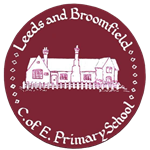 Leeds and Broomfield
C. of E. Primary School